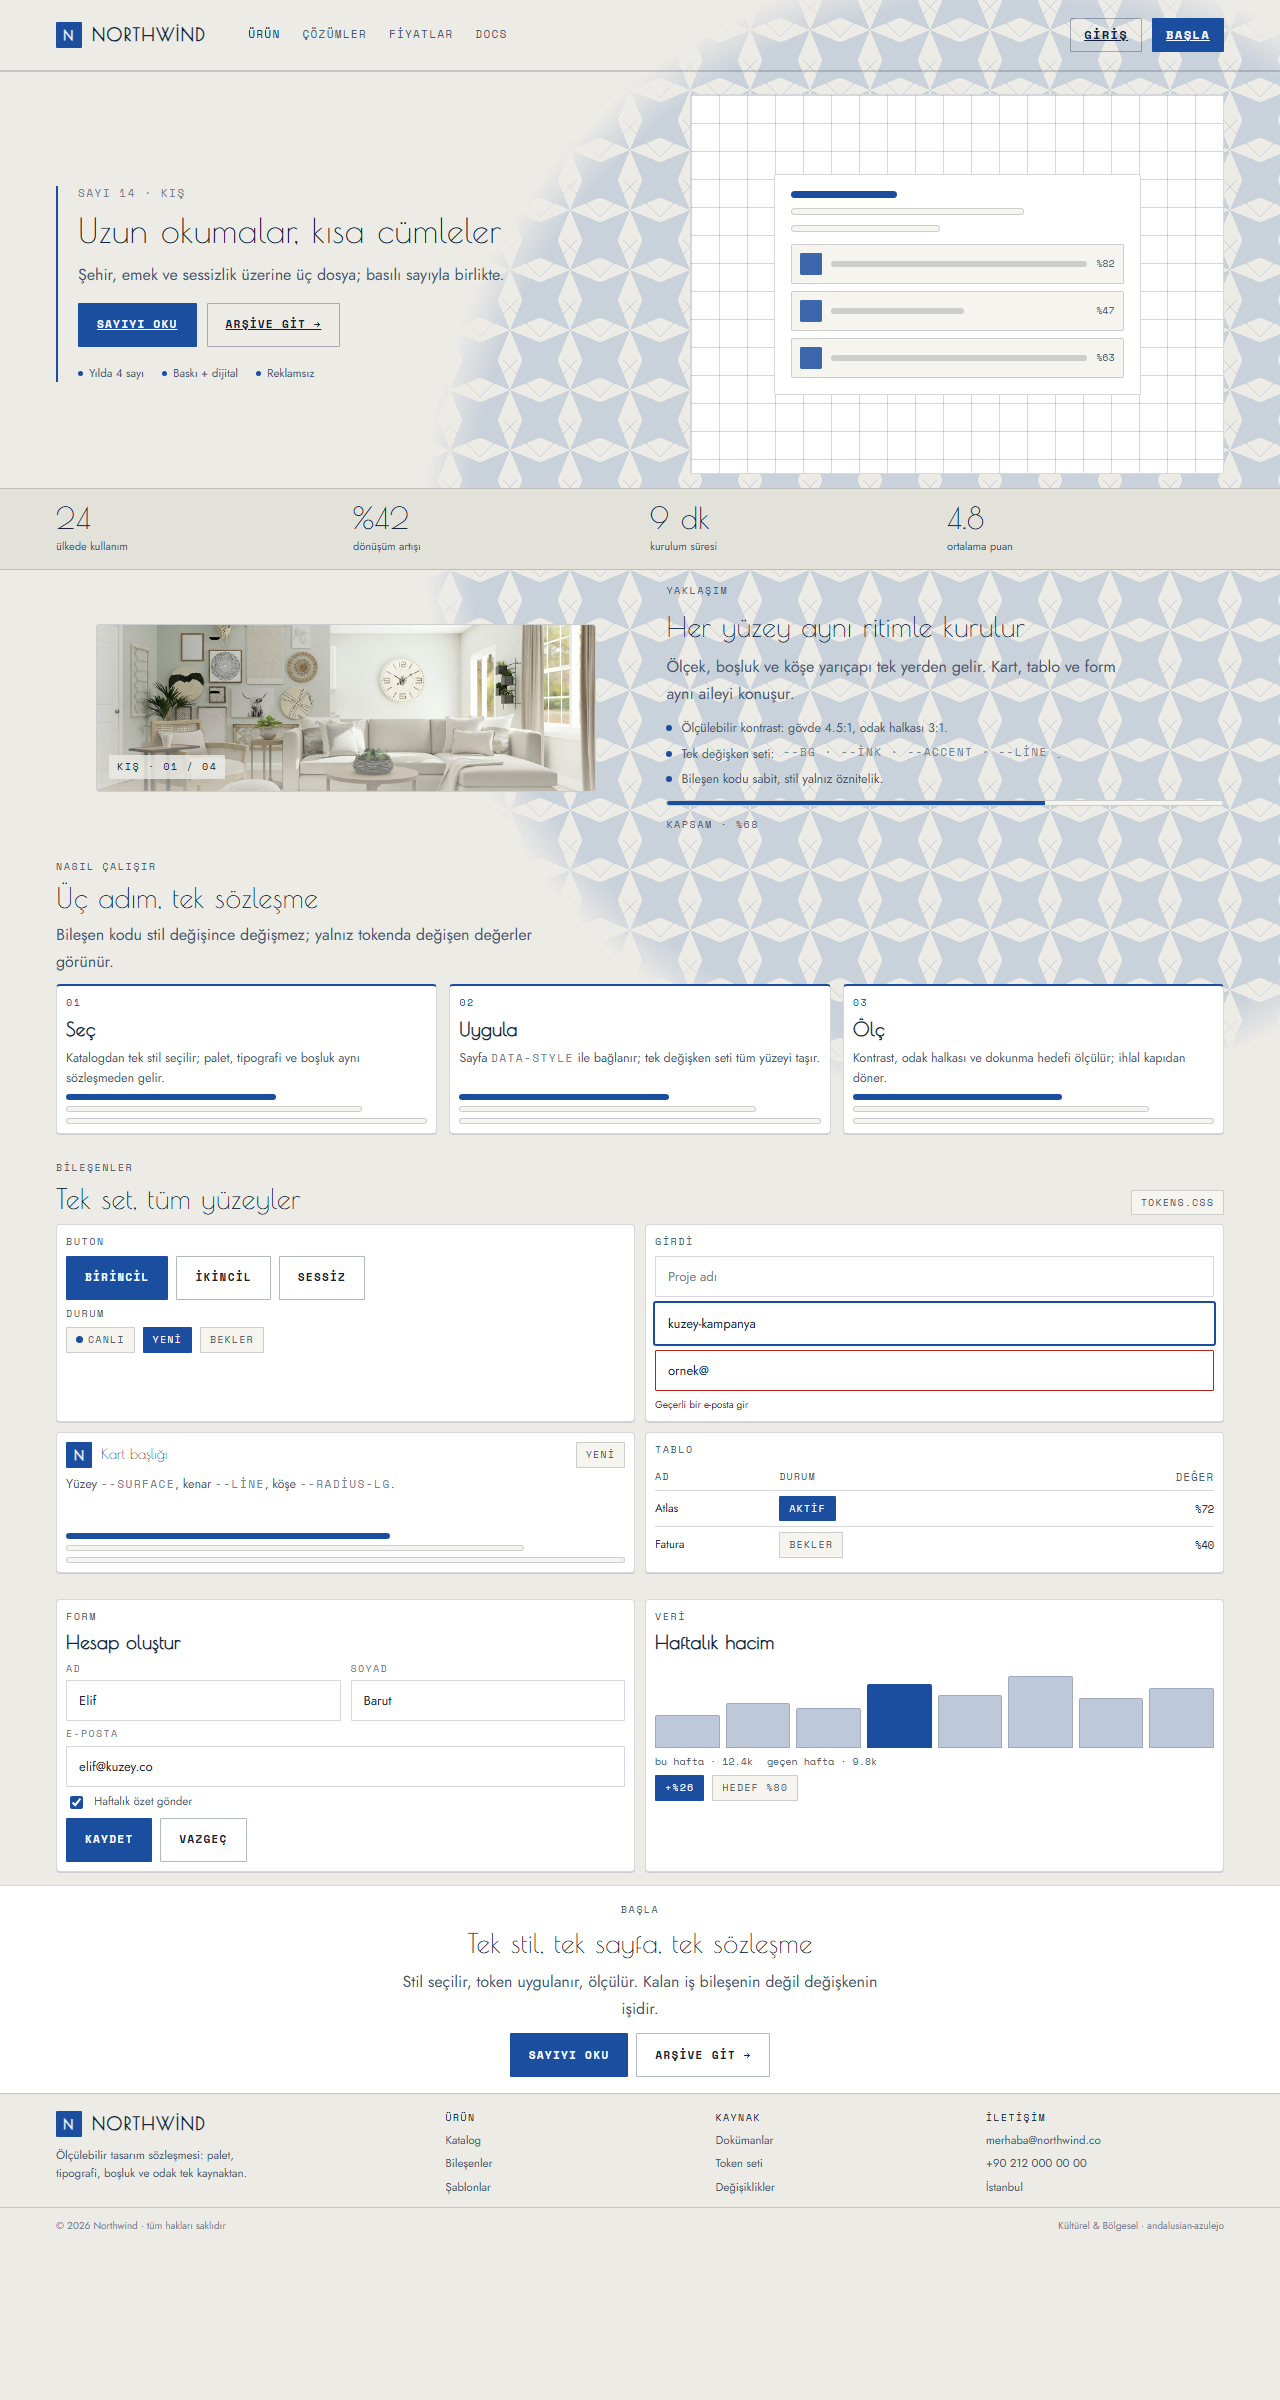 N NORTHWİND ÜRÜN ÇÖZÜMLER FİYATLAR DOCS GİRİŞ BAŞLA
SAYI 14 · KIŞ
Uzun okumalar, kısa cümleler
Şehir, emek ve sessizlik üzerine üç dosya; basılı sayıyla birlikte.
SAYIYI OKU ARŞİVE GİT →
Yılda 4 sayı Baskı + dijital Reklamsız
%82
%47
%63
24 %42 9 dk 4.8
ülkede kullanım dönüşüm artışı kurulum süresi ortalama puan
KIŞ · 01 / 04
YAKLAŞIM
Her yüzey aynı ritimle kurulur
Ölçek, boşluk ve köşe yarıçapı tek yerden gelir. Kart, tablo ve form
aynı aileyi konuşur.
Ölçülebilir kontrast: gövde 4.5:1, odak halkası 3:1.
Tek değişken seti: --BG · --İNK · --ACCENT · --LİNE .
Bileşen kodu sabit, stil yalnız öznitelik.
KAPSAM · %68
NASIL ÇALIŞIR
Üç adım, tek sözleşme
Bileşen kodu stil değişince değişmez; yalnız tokenda değişen değerler
görünür.
01
Seç
Katalogdan tek stil seçilir; palet, tipografi ve boşluk aynı
sözleşmeden gelir.
02
Uygula
Sayfa DATA-STYLE ile bağlanır; tek değişken seti tüm yüzeyi taşır.
03
Ölç
Kontrast, odak halkası ve dokunma hedefi ölçülür; ihlal kapıdan
döner.
BİLEŞENLER
Tek set, tüm yüzeyler
TOKENS.CSS
BUTON
BİRİNCİL İKİNCİL SESSİZ
DURUM
CANLI YENİ BEKLER
GİRDİ
Proje adı
kuzey-kampanya
ornek@
Geçerli bir e-posta gir
N Kart başlığı YENİ
Yüzey --SURFACE, kenar --LİNE, köşe --RADİUS-LG.
TABLO
AD DURUM DEĞER
Atlas AKTİF %72
Fatura BEKLER %40
FORM
Hesap oluştur
AD SOYAD
Elif Barut
E-POSTA
elif@kuzey.co
Haftalık özet gönder
KAYDET VAZGEÇ
VERİ
Haftalık hacim
bu hafta · 12.4k geçen hafta · 9.8k
+%26 HEDEF %80
BAŞLA
Tek stil, tek sayfa, tek sözleşme
Stil seçilir, token uygulanır, ölçülür. Kalan iş bileşenin değil değişkenin
işidir.
SAYIYI OKU ARŞİVE GİT →
N NORTHWİND
Ölçülebilir tasarım sözleşmesi: palet,
tipografi, boşluk ve odak tek kaynaktan.
ÜRÜN
Katalog
Bileşenler
Şablonlar
KAYNAK
Dokümanlar
Token seti
Değişiklikler
İLETİŞİM
merhaba@northwind.co
+90 212 000 00 00
İstanbul
© 2026 Northwind · tüm hakları saklıdır
Kültürel & Bölgesel · andalusian-azulejo